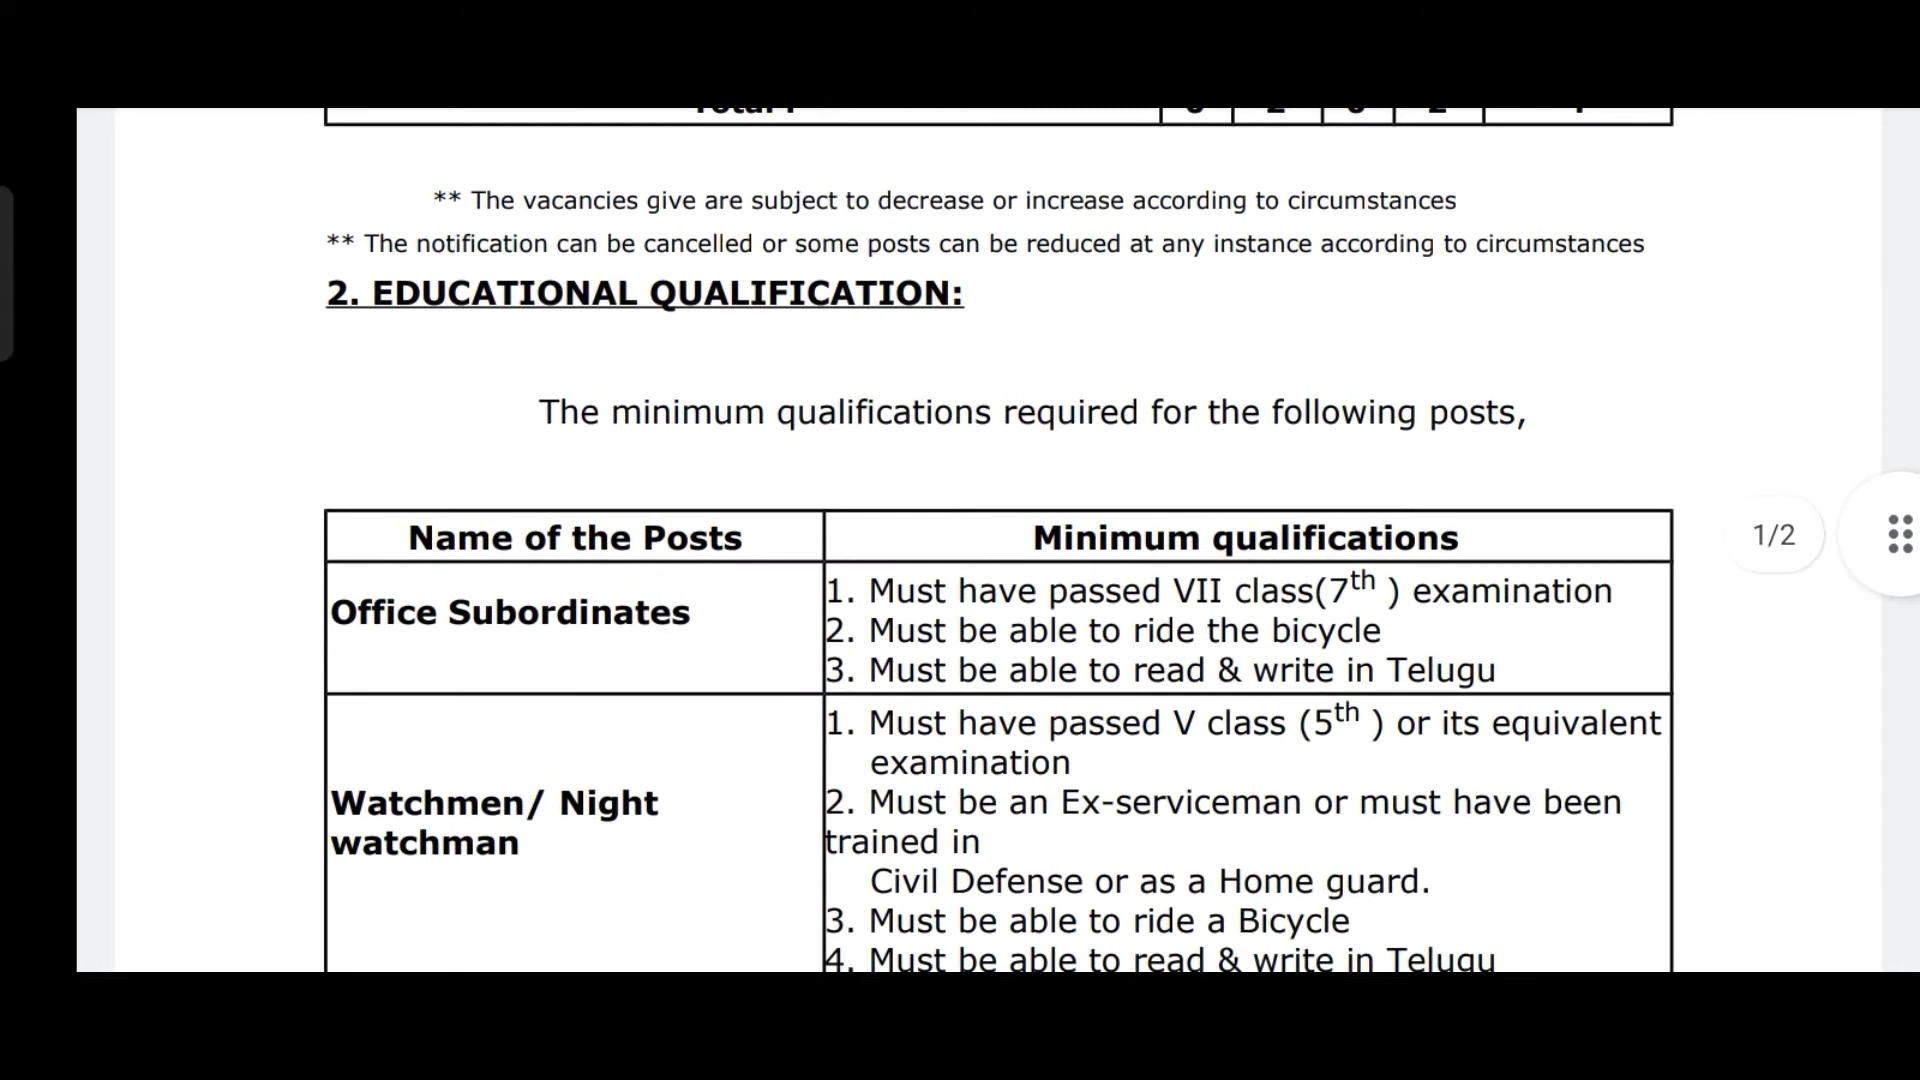 ** The vacancies give are subject to decrease or increase according to circumstances
** The notification can be cancelled or some posts can be reduced at any instance according to circumstances
2. EDUCATIONAL QUALIFICATION:
The minimum qualifications required for the following posts,
Name of the Posts Minimum qualifications
Office Subordinates
1. Must have passed VII class(7th ) examination
2. Must be able to ride the bicycle
3. Must be able to read & write in Telugu
Watchmen/ Night
watchman
1. Must have passed V class (5th ) or its equivalent
examination
2. Must be an Ex-serviceman or must have been
trained in
Civil Defense or as a Home guard.
3. Must be able to ride a Bicycle
4. Must be able to read & write in Telugu
1/2